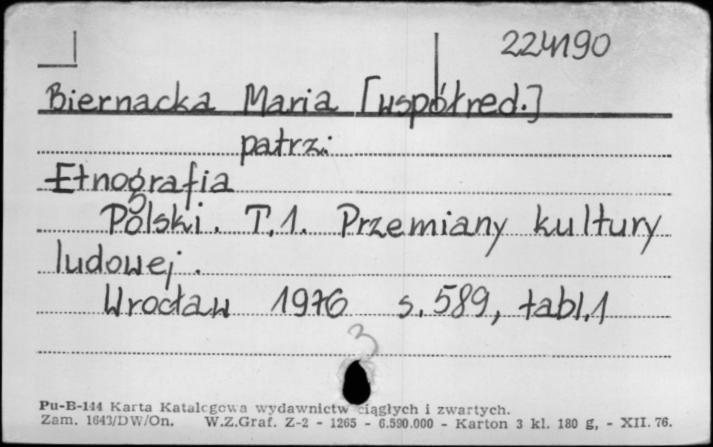 224190
Biernacka Maria [współred.]
patrz:
Etnografia
Polski. T.1. Przemiany kultury
ludowej.
Wrocław 1976 s. 589, tabl.1
3
Pu-B-144 Karta Katalogowa wydawnictw ciągłych i zwartych.
Zam. 1643/DW/On. W.Z.Graf. Z-2 - 1265 - 6.590.000 - Karton 3 kl. 180 g, - XII. 76.